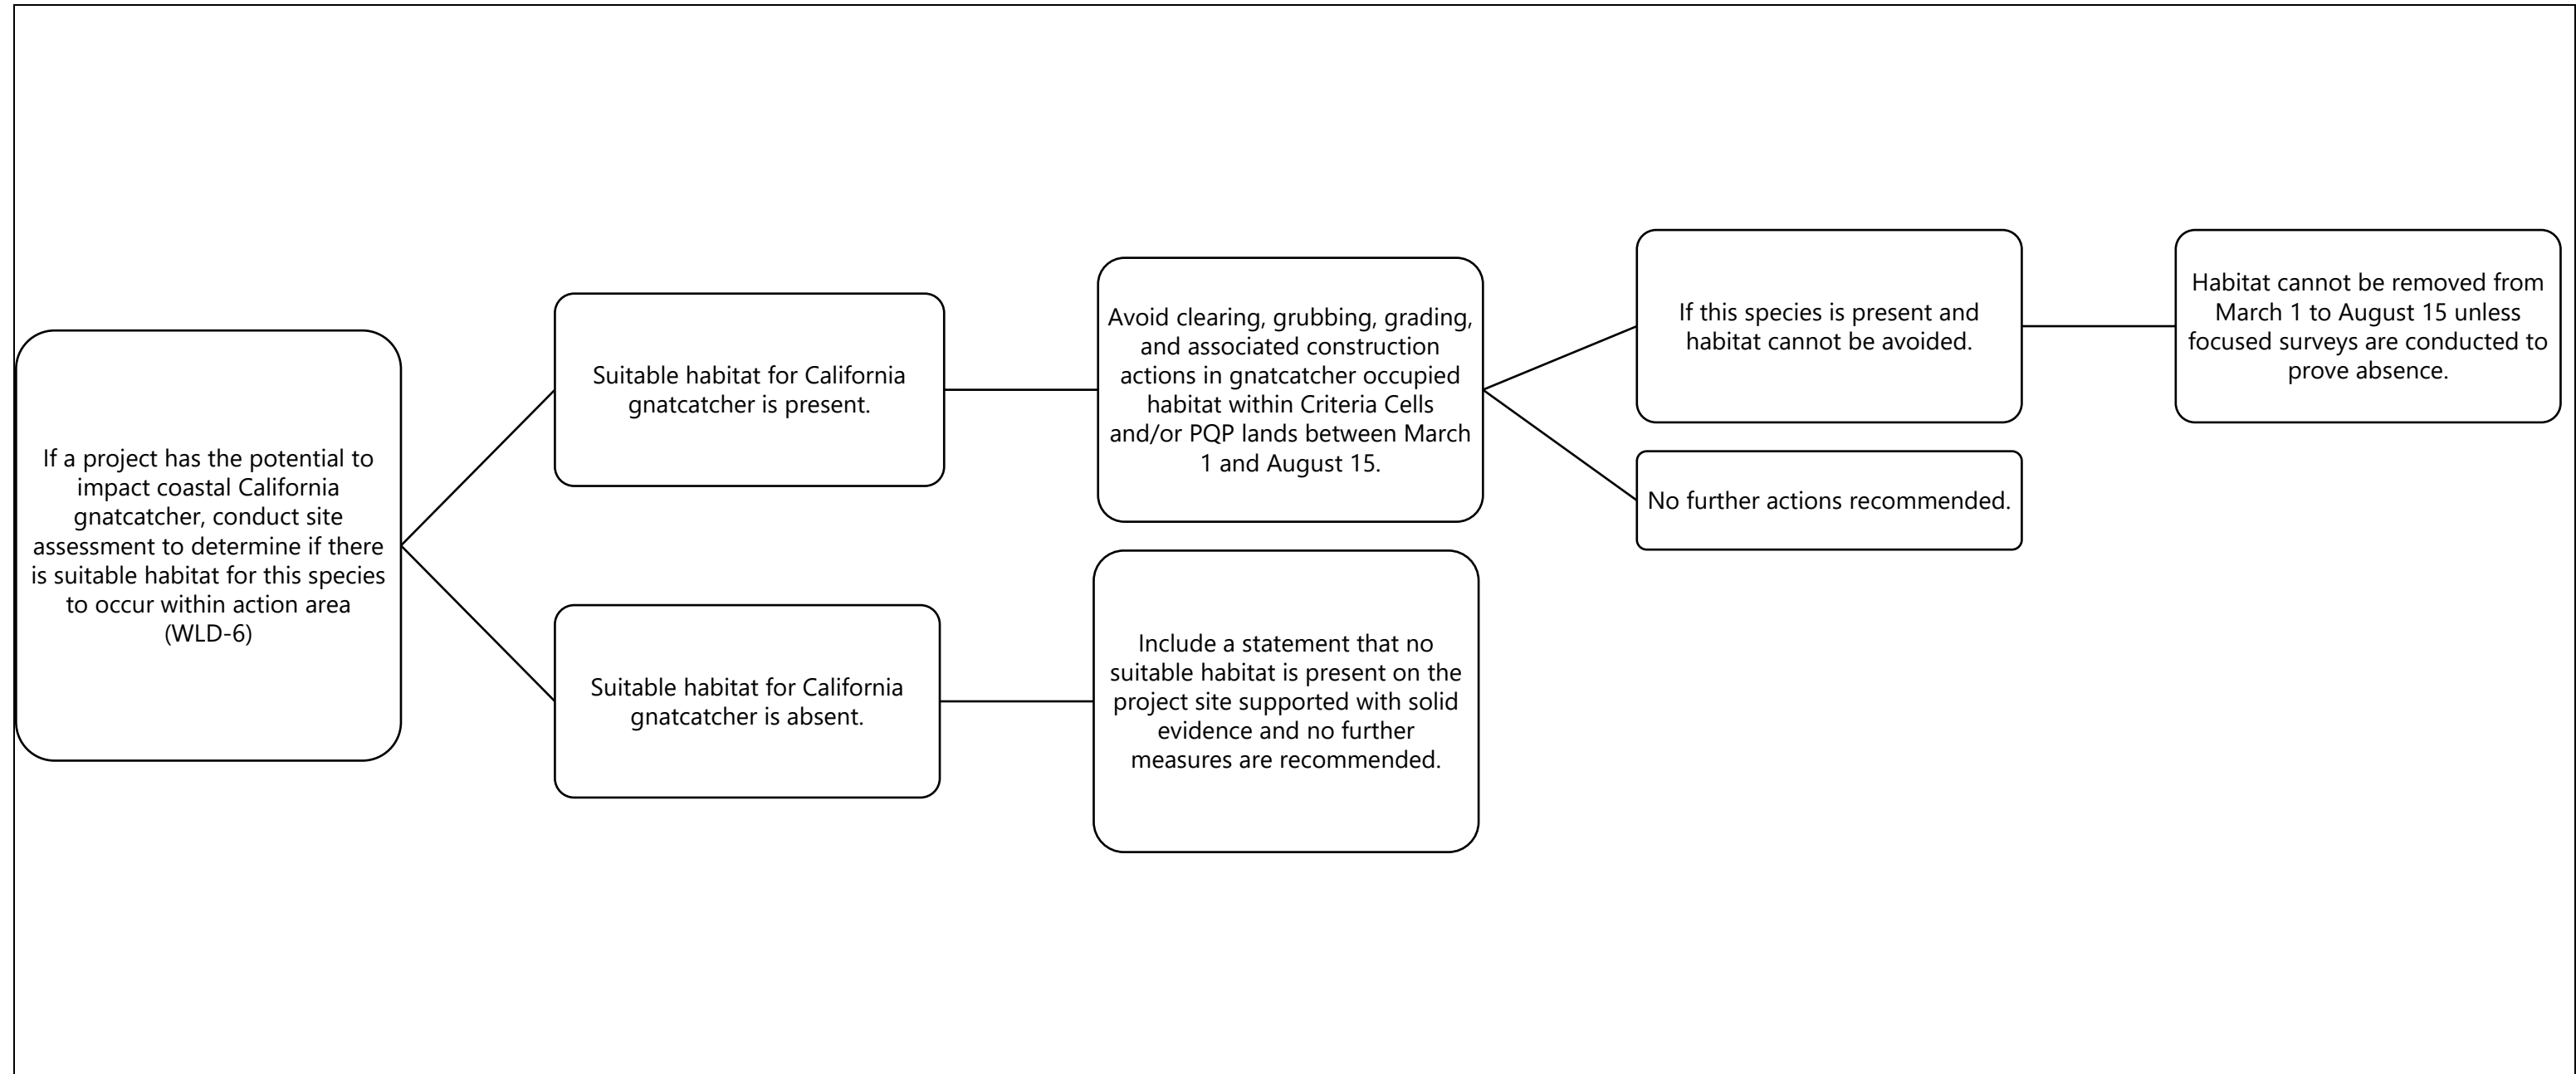 If a project has the potential to
impact coastal California
gnatcatcher, conduct site
assessment to determine if there
is suitable habitat for this species
to occur within action area
(WLD-6)
Suitable habitat for California
gnatcatcher is present.
Avoid clearing, grubbing, grading,
and associated construction
actions in gnatcatcher occupied
habitat within Criteria Cells
and/or PQP lands between March
1 and August 15.
If this species is present and
habitat cannot be avoided.
Habitat cannot be removed from
March 1 to August 15 unless
focused surveys are conducted to
prove absence.
No further actions recommended.
Suitable habitat for California
gnatcatcher is absent.
Include a statement that no
suitable habitat is present on the
project site supported with solid
evidence and no further
measures are recommended.